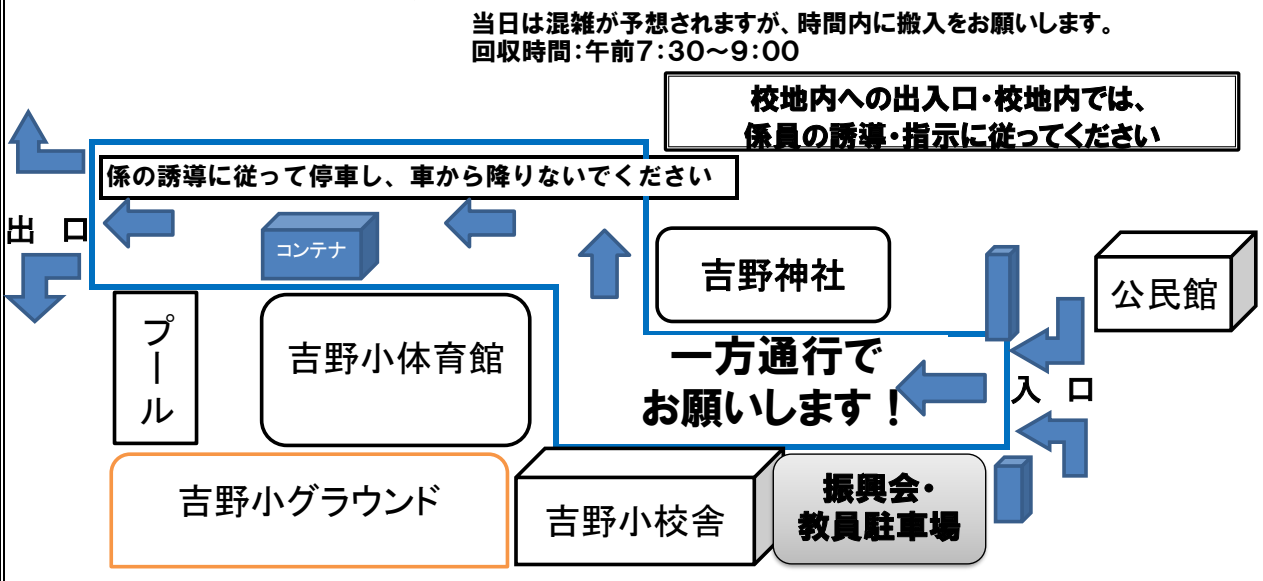 当日は混雑が予想されますが、時間内に搬入をお願いします。
回収時間：午前7：30～9：00
校地内への出入口・校地内では、
係員の誘導・指示に従ってください
係の誘導に従って停車し、車から降りないでください
出　口
コンテナ
吉野神社
公民館
プール
吉野小体育館
一方通行で
お願いします！
入　口
吉野小グラウンド
吉野小校舎
振興会・
教員駐車場